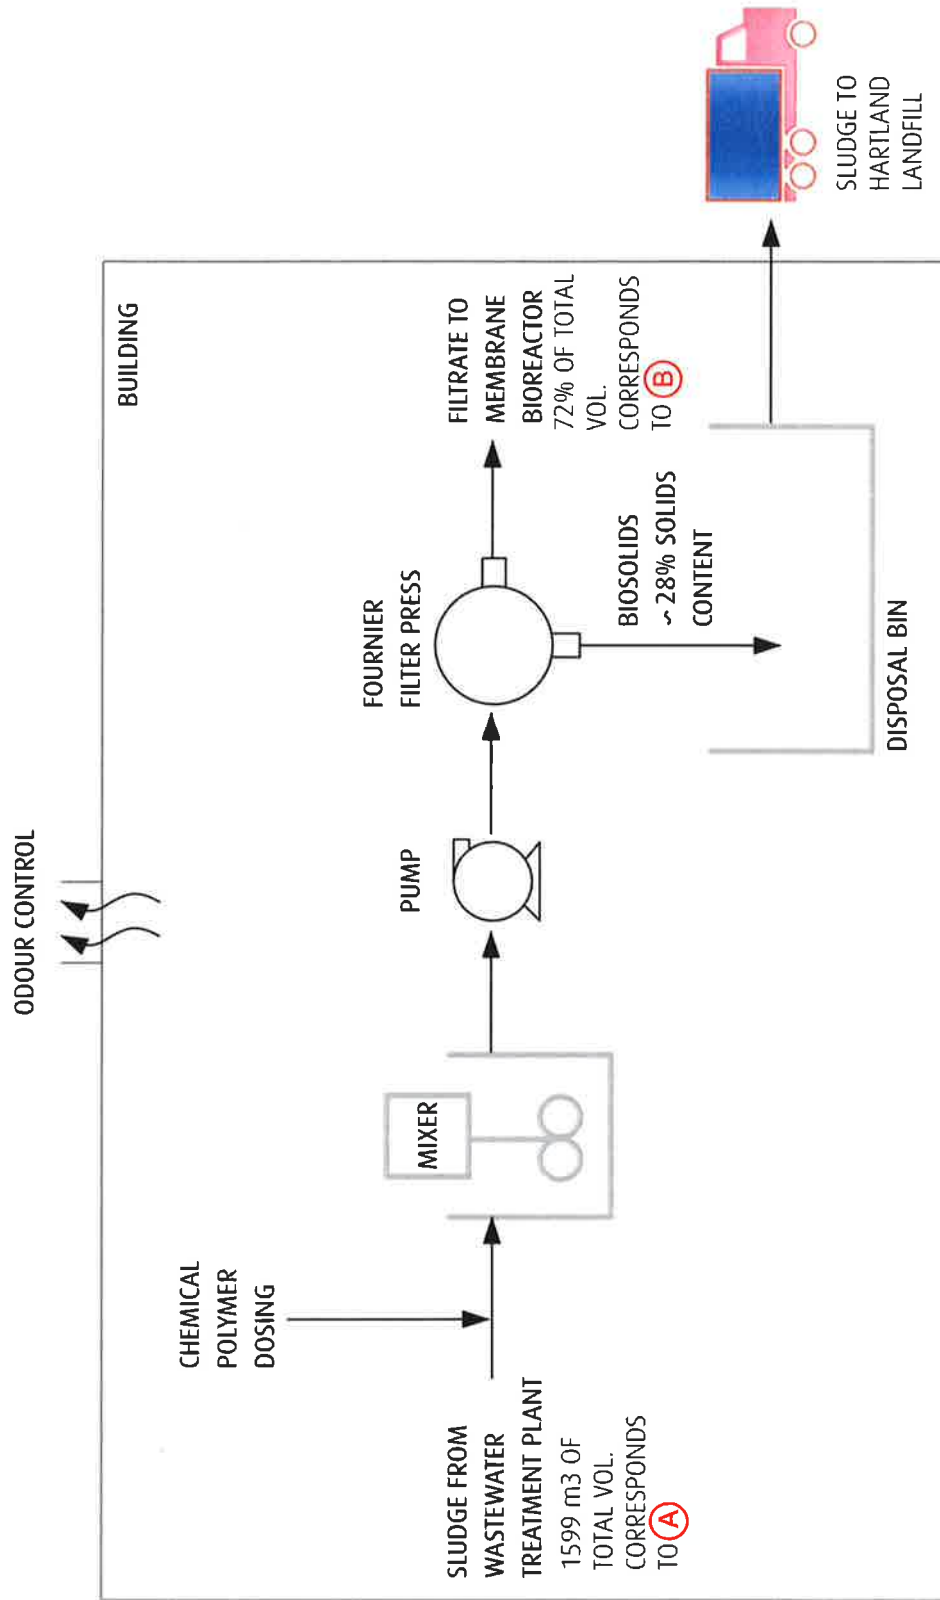 ODOUR CONTROL
BUILDING
CHEMICAL
POLYMER
DOSING
SLUDGE FROM
WASTEWATER
TREATMENT PLANT
1599 m3 OF
TOTAL VOL.
CORRESPONDS
TO A
MIXER
PUMP
FOURNIER
FILTER PRESS
FILTRATE TO
MEMBRANE
BIOREACTOR
72% OF TOTAL
VOL.
CORRESPONDS
TO B
BIOSOLIDS
~28% SOLIDS
CONTENT
DISPOSAL BIN
SLUDGE TO
HARTLAND
LANDFILL